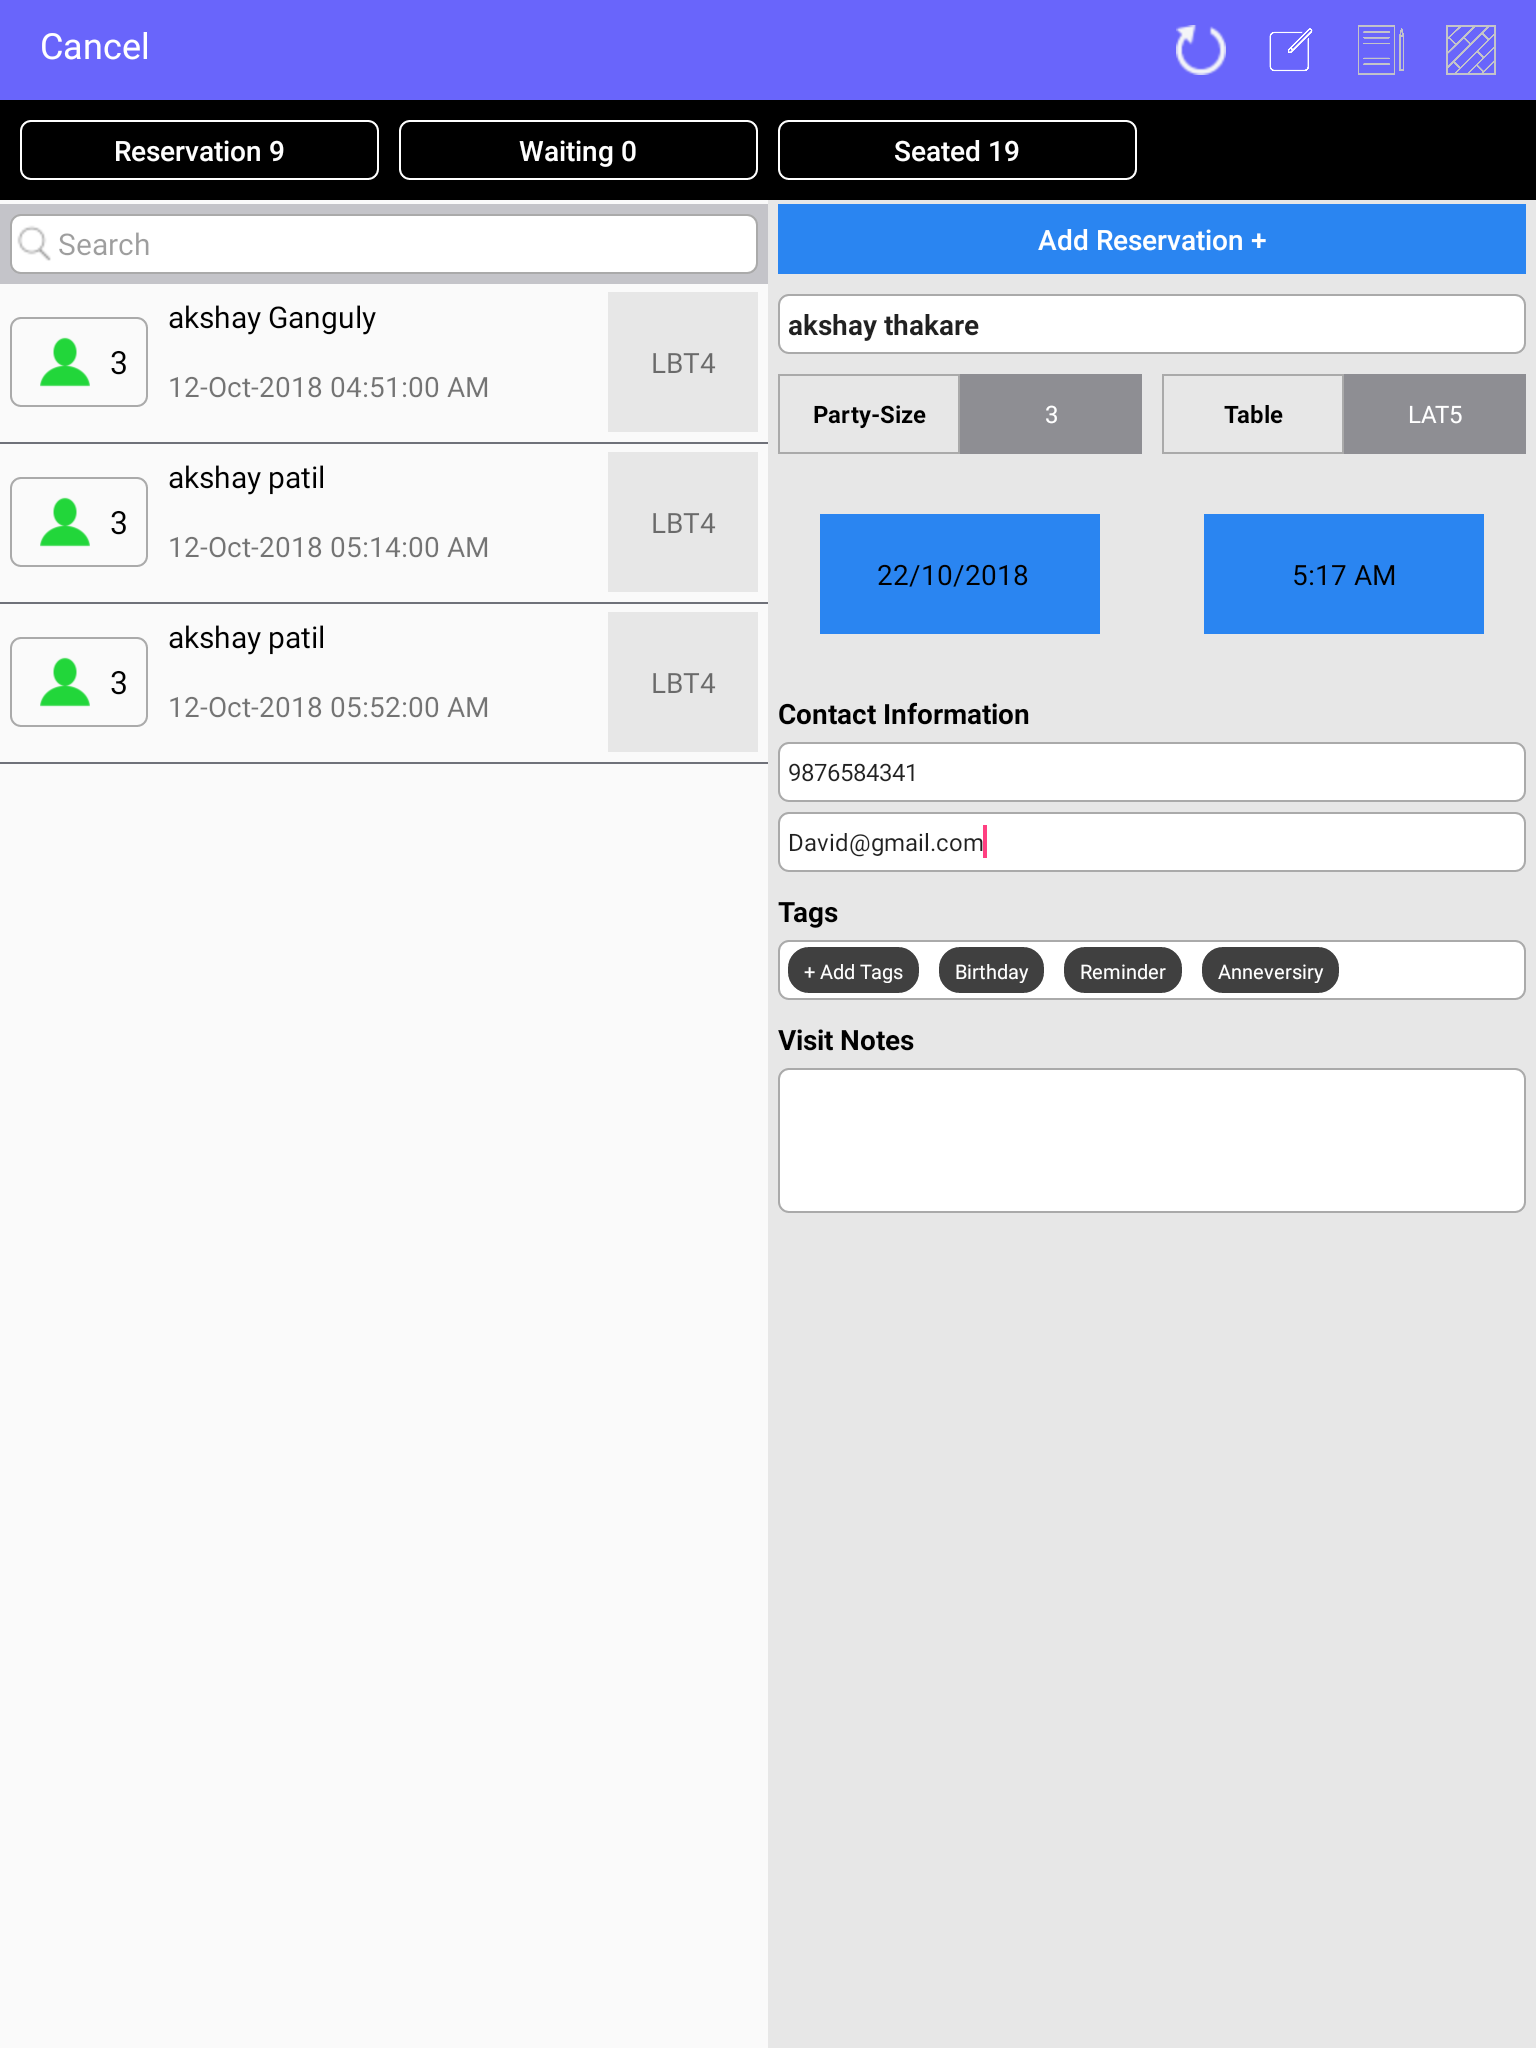 Cancel
Reservation 9
Waiting 0
Seated 19
Search
akshay Ganguly
3
12-Oct-2018 04:51:00 AM
LBT4
akshay patil
3
12-Oct-2018 05:14:00 AM
LBT4
akshay patil
3
12-Oct-2018 05:52:00 AM
LBT4
Add Reservation +
akshay thakare
Party-Size 3
Table LAT5
22/10/2018
5:17 AM
Contact Information
9876584341
David@gmail.com
Tags
+ Add Tags Birthday Reminder Anneversiry
Visit Notes